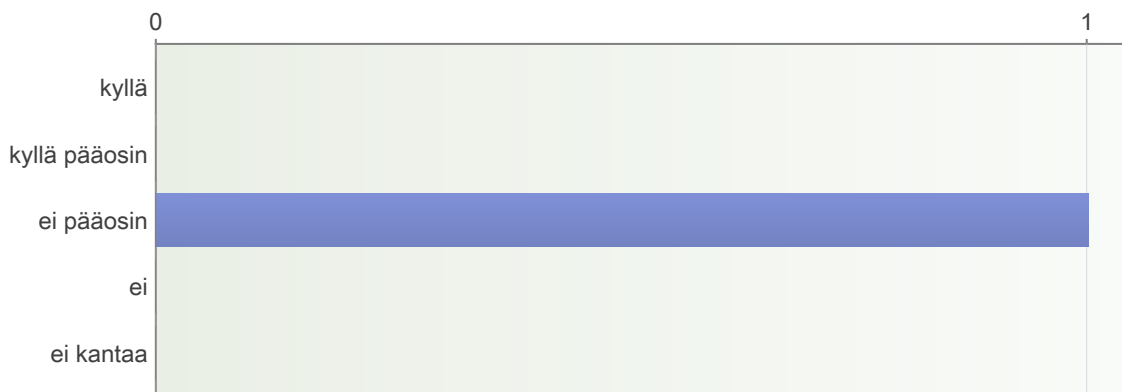 0 1
kyllä
kyllä pääosin
ei pääosin
ei
ei kantaa